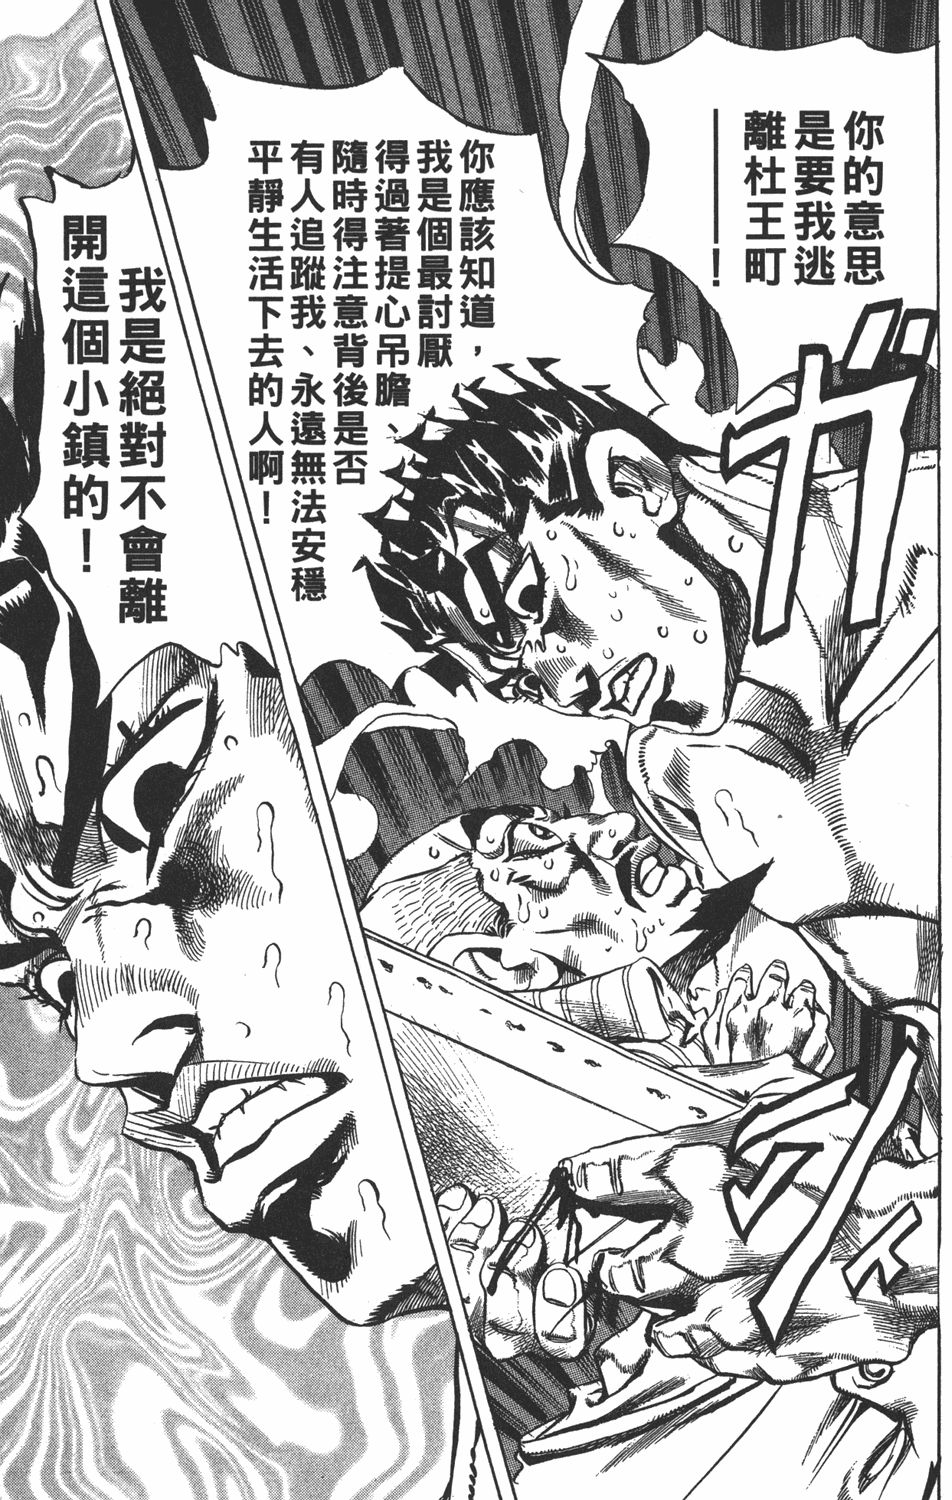 你的意思
是要我逃
離杜王町
——！
你應該知道，
我是個最討厭
得過著提心吊膽、
隨時得注意背後是否
有人追蹤我、永遠無法安穩
平靜生活下去的人啊！
ガッ
グイ
我是絕對不會離
開這個小鎮的！